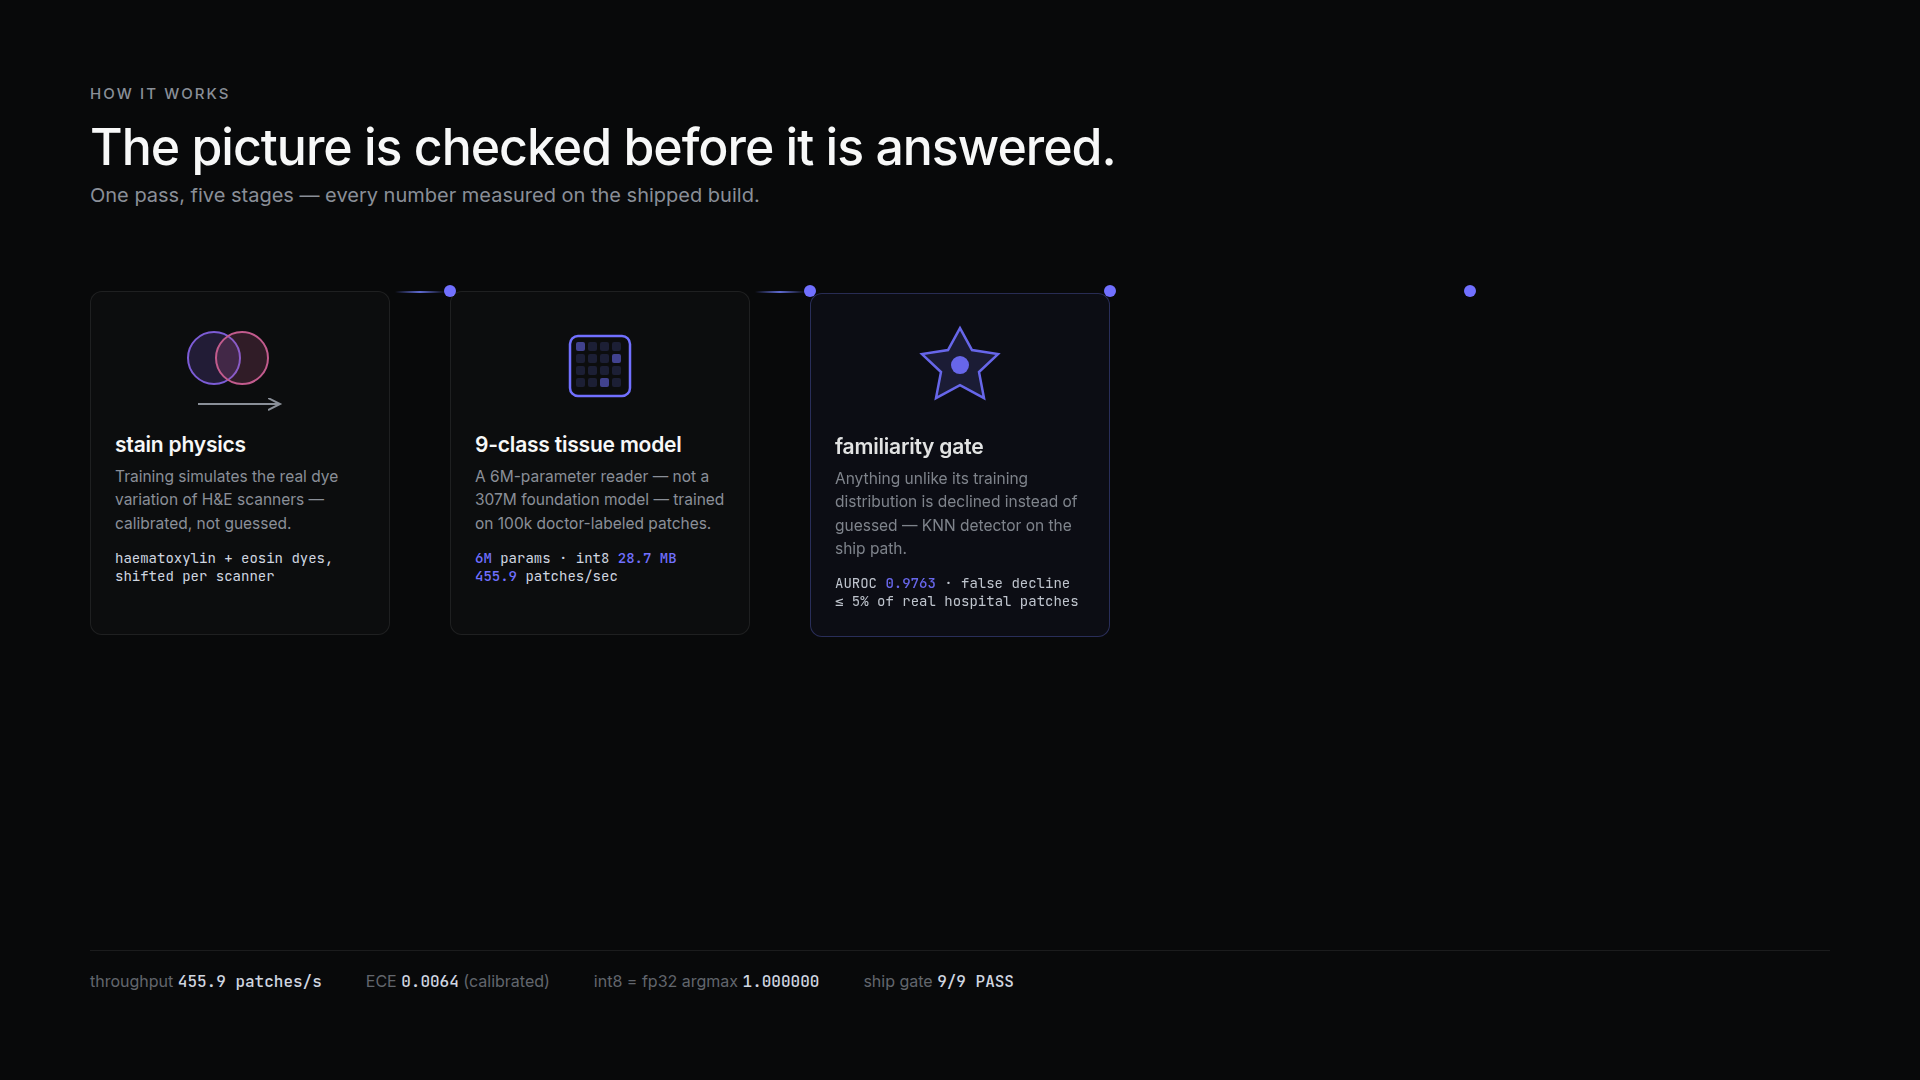 HOW IT WORKS
The picture is checked before it is answered.
One pass, five stages — every number measured on the shipped build.
stain physics
Training simulates the real dye
variation of H&E scanners —
calibrated, not guessed.
haematoxylin + eosin dyes,
shifted per scanner
9-class tissue model
A 6M-parameter reader — not a
307M foundation model — trained
on 100k doctor-labeled patches.
6M params · int8 28.7 MB
455.9 patches/sec
familiarity gate
Anything unlike its training
distribution is declined instead of
guessed — KNN detector on the
ship path.
AUROC 0.9763 · false decline
≤ 5% of real hospital patches
throughput 455.9 patches/s ECE 0.0064 (calibrated) int8 = fp32 argmax 1.000000 ship gate 9/9 PASS